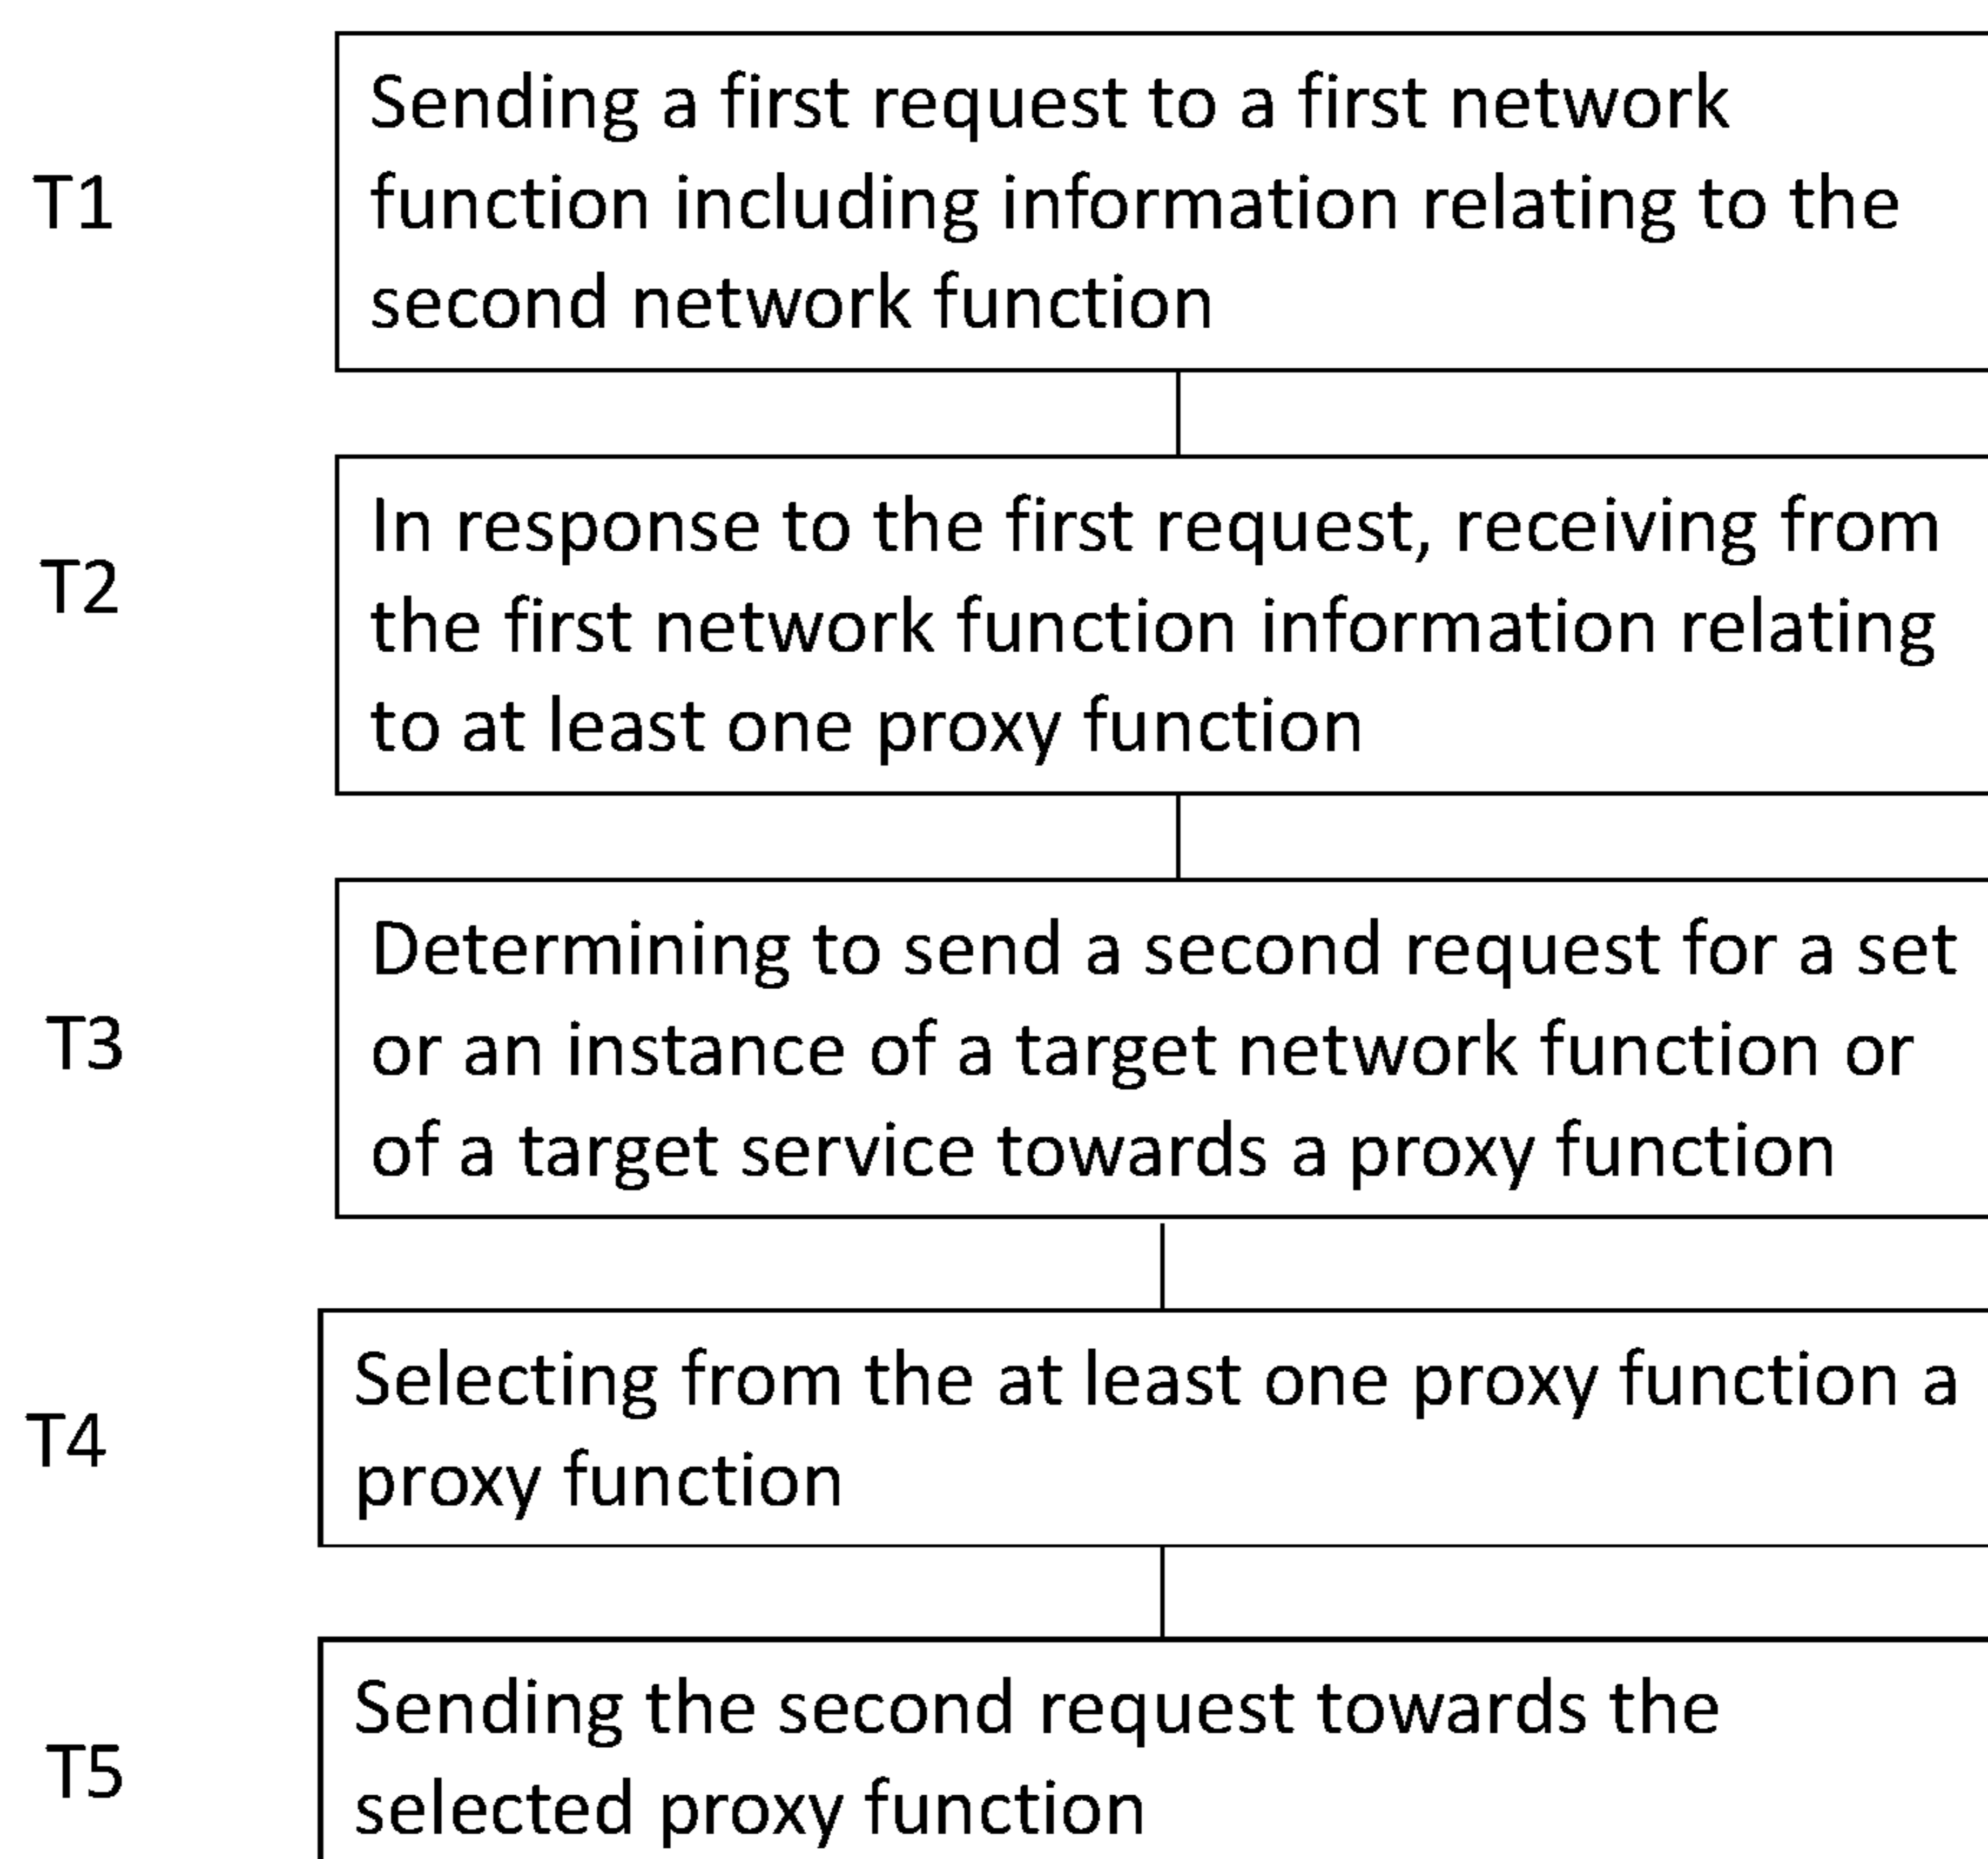 Sending a first request to a first network
T1
function including information relating to the
second network function
In response to the first request, receiving from
T2
the first network function information relating
to at least one proxy function
Determining to send a second request for a set
T3
or an instance of a target network function or
of a target service towards a proxy function
Selecting from the at least one proxy function a
T4
proxy function
Sending the second request towards the
T5
selected proxy function